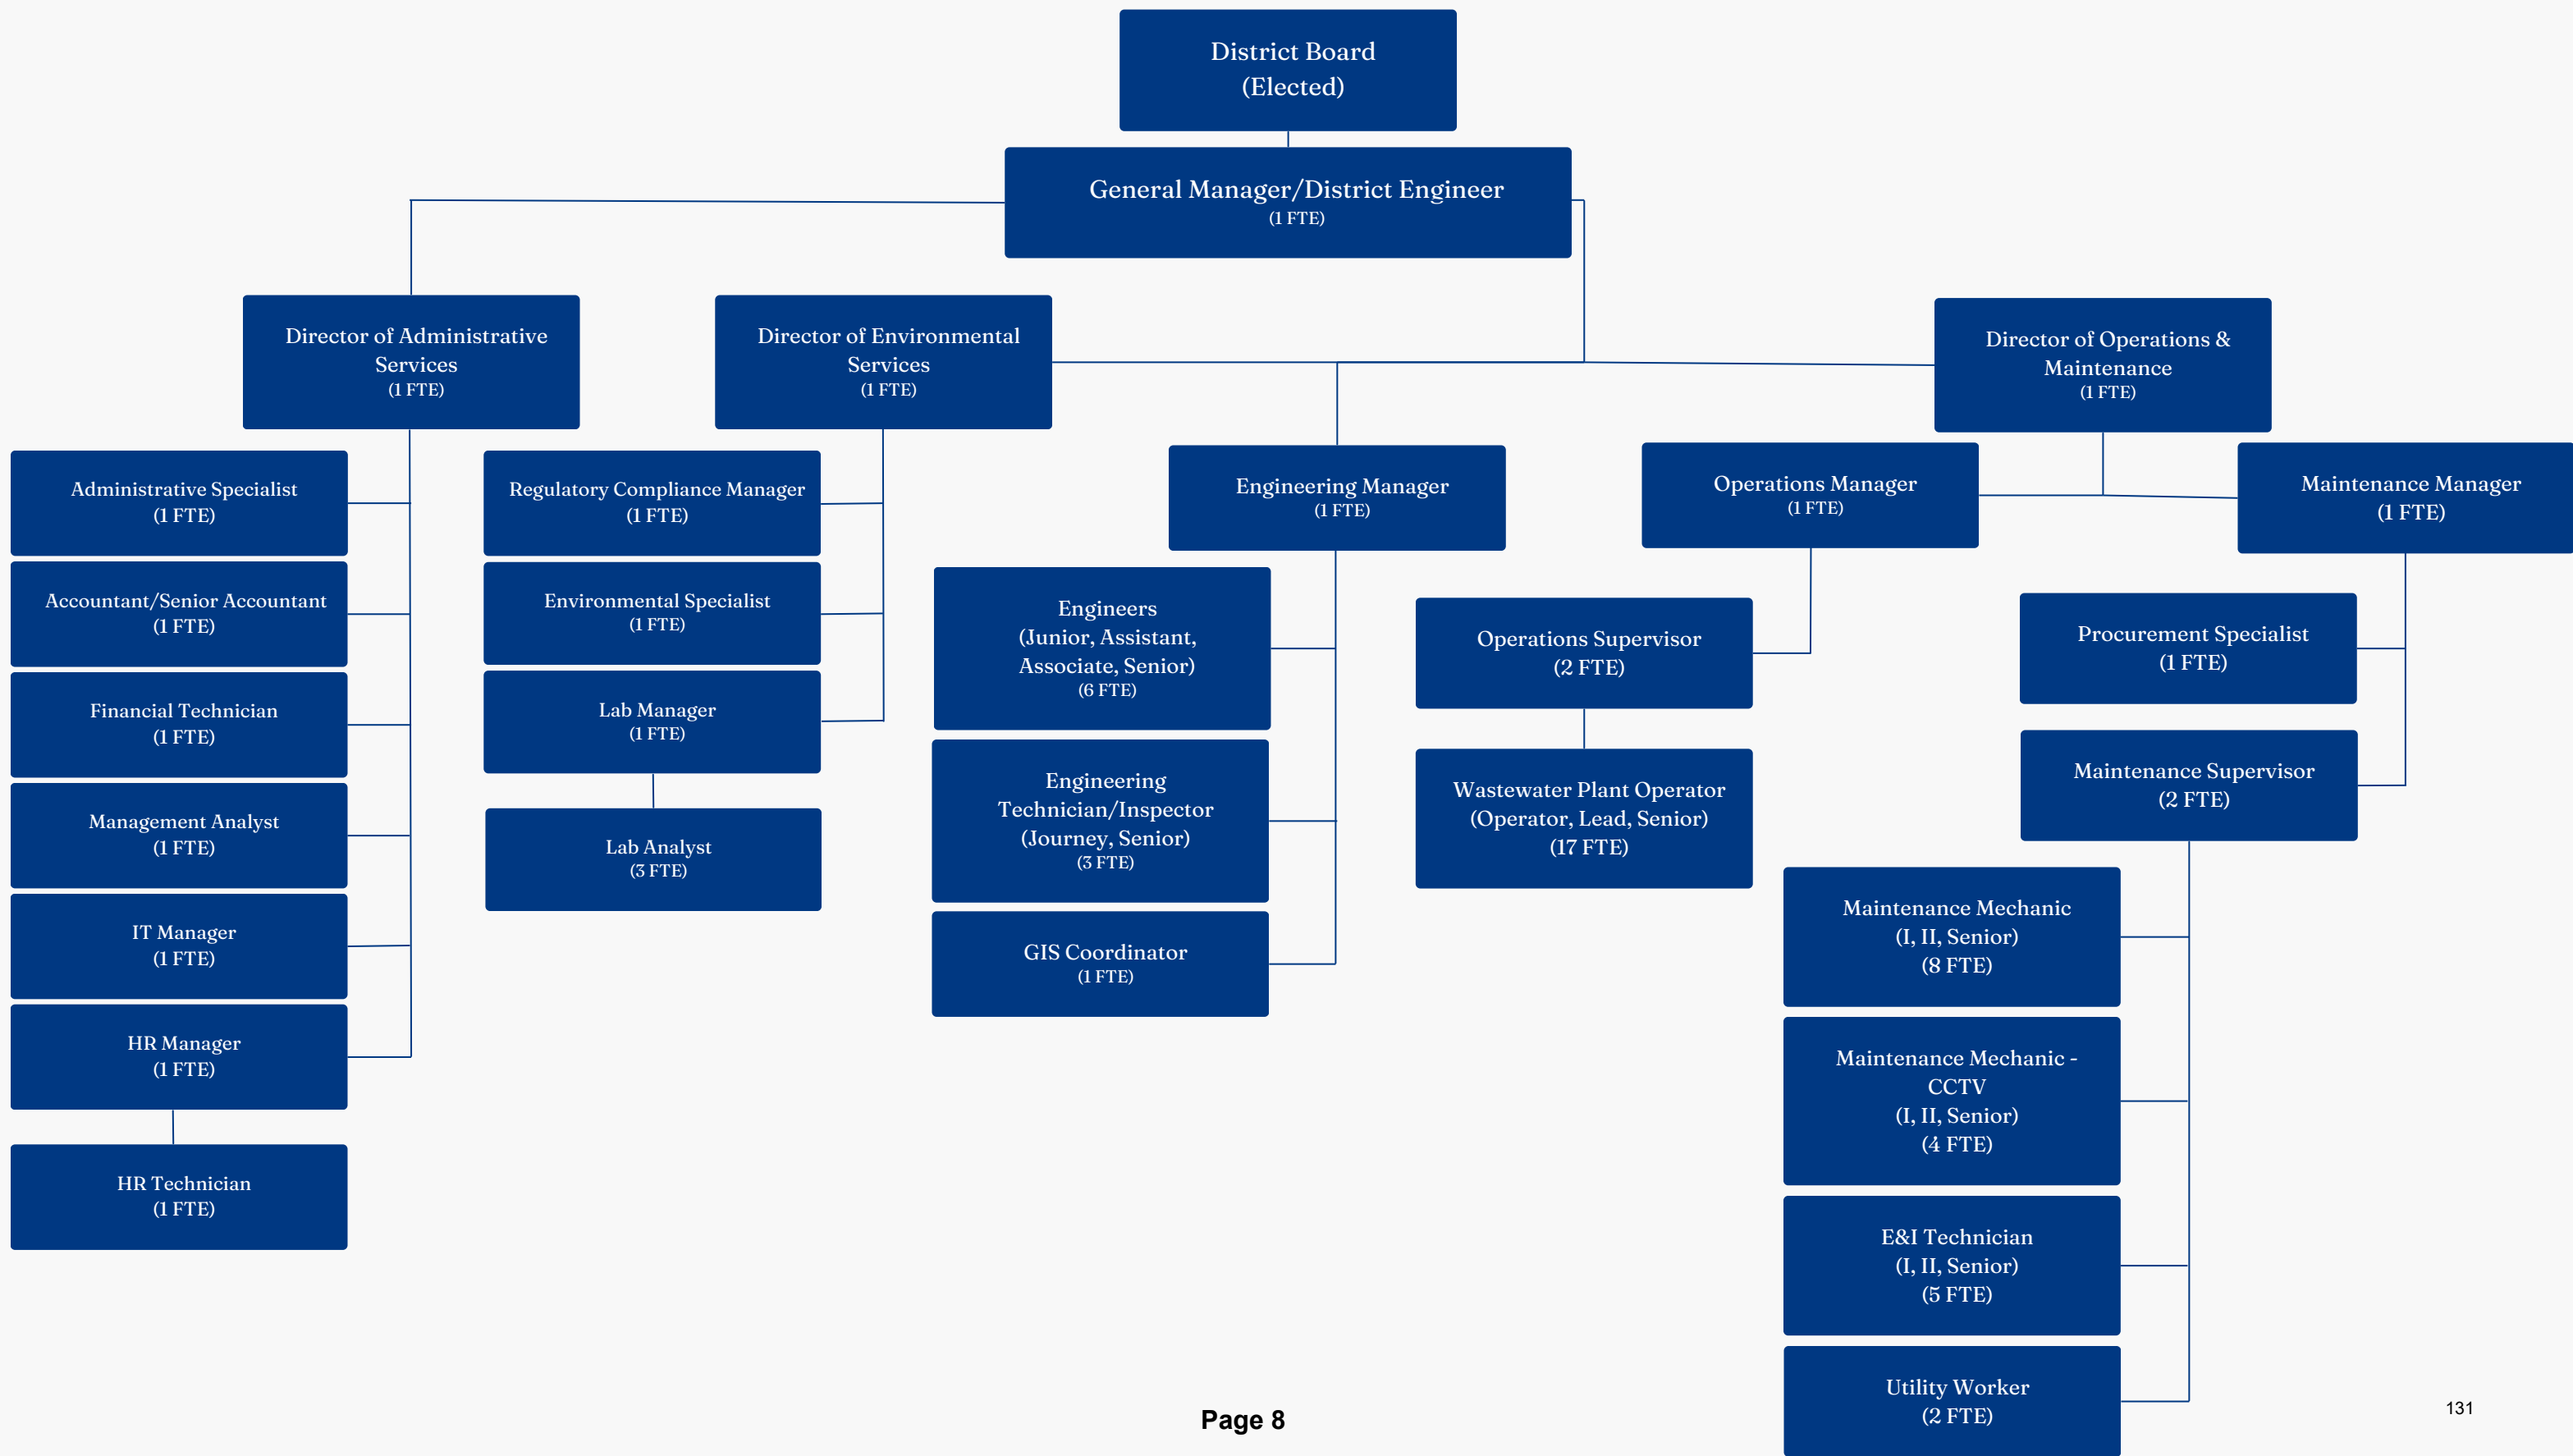 District Board
(Elected)
General Manager/District Engineer
(1 FTE)
Director of Administrative
Services
(1 FTE)
Director of Environmental
Services
(1 FTE)
Director of Operations &
Maintenance
(1 FTE)
Administrative Specialist
(1 FTE)
Accountant/Senior Accountant
(1 FTE)
Financial Technician
(1 FTE)
Management Analyst
(1 FTE)
IT Manager
(1 FTE)
HR Manager
(1 FTE)
HR Technician
(1 FTE)
Regulatory Compliance Manager
(1 FTE)
Environmental Specialist
(1 FTE)
Lab Manager
(1 FTE)
Lab Analyst
(3 FTE)
Engineering Manager
(1 FTE)
Engineers
(Junior, Assistant,
Associate, Senior)
(6 FTE)
Engineering
Technician/Inspector
(Journey, Senior)
(3 FTE)
GIS Coordinator
(1 FTE)
Operations Manager
(1 FTE)
Operations Supervisor
(2 FTE)
Wastewater Plant Operator
(Operator, Lead, Senior)
(17 FTE)
Maintenance Manager
(1 FTE)
Procurement Specialist
(1 FTE)
Maintenance Supervisor
(2 FTE)
Maintenance Mechanic
(I, II, Senior)
(8 FTE)
Maintenance Mechanic -
CCTV
(I, II, Senior)
(4 FTE)
E&I Technician
(I, II, Senior)
(5 FTE)
Utility Worker
(2 FTE)
Page 8
131